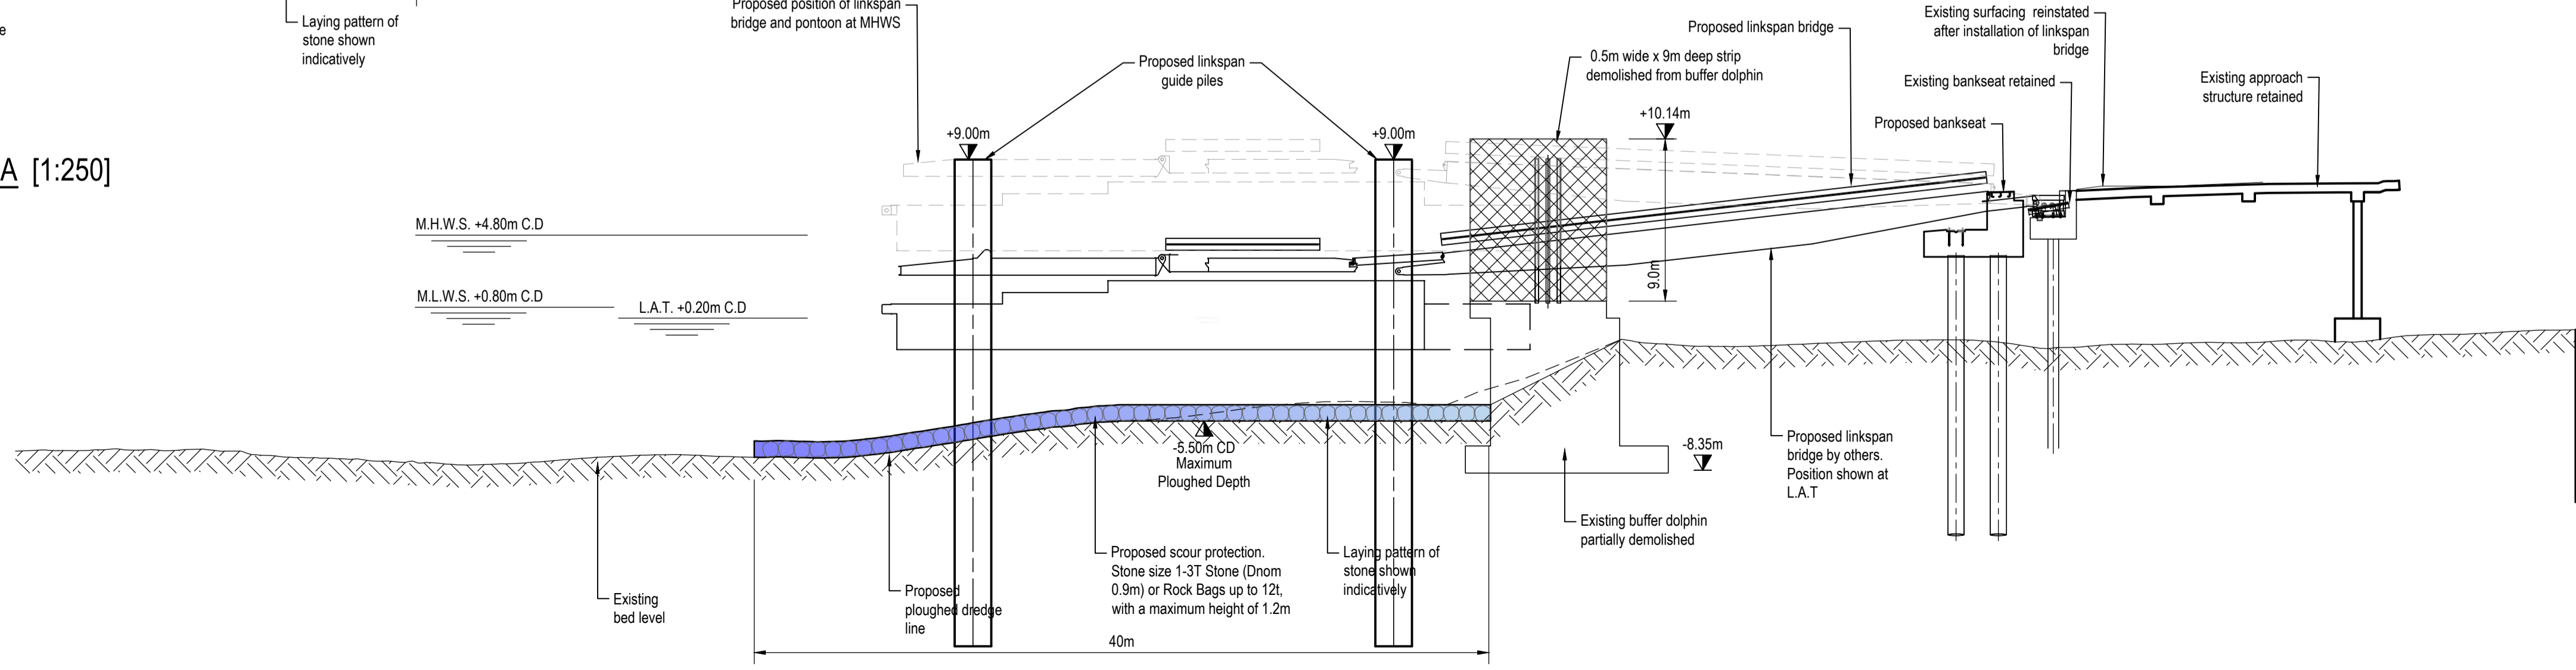 e
Laying pattern of
stone shown
indicatively
Proposed position of linkspan
bridge and pontoon at MHWS
Proposed linkspan
guide piles
0.5m wide x 9m deep strip
demolished from buffer dolphin
Proposed linkspan bridge
Existing surfacing reinstated
after installation of linkspan
bridge
Existing bankseat retained
Existing approach
structure retained
Proposed bankseat
+9.00m
+9.00m
+10.14m
A [1:250]
M.H.W.S. +4.80m C.D
M.L.W.S. +0.80m C.D
L.A.T. +0.20m C.D
9.0m
-5.50m CD
Maximum
Ploughed Depth
-8.35m
Proposed linkspan
bridge by others.
Position shown at
L.A.T
Existing buffer dolphin
partially demolished
Proposed scour protection.
Stone size 1-3T Stone (Dnom
0.9m) or Rock Bags up to 12t,
with a maximum height of 1.2m
Laying pattern of
stone shown
indicatively
Proposed
ploughed dredge
line
Existing
bed level
40m